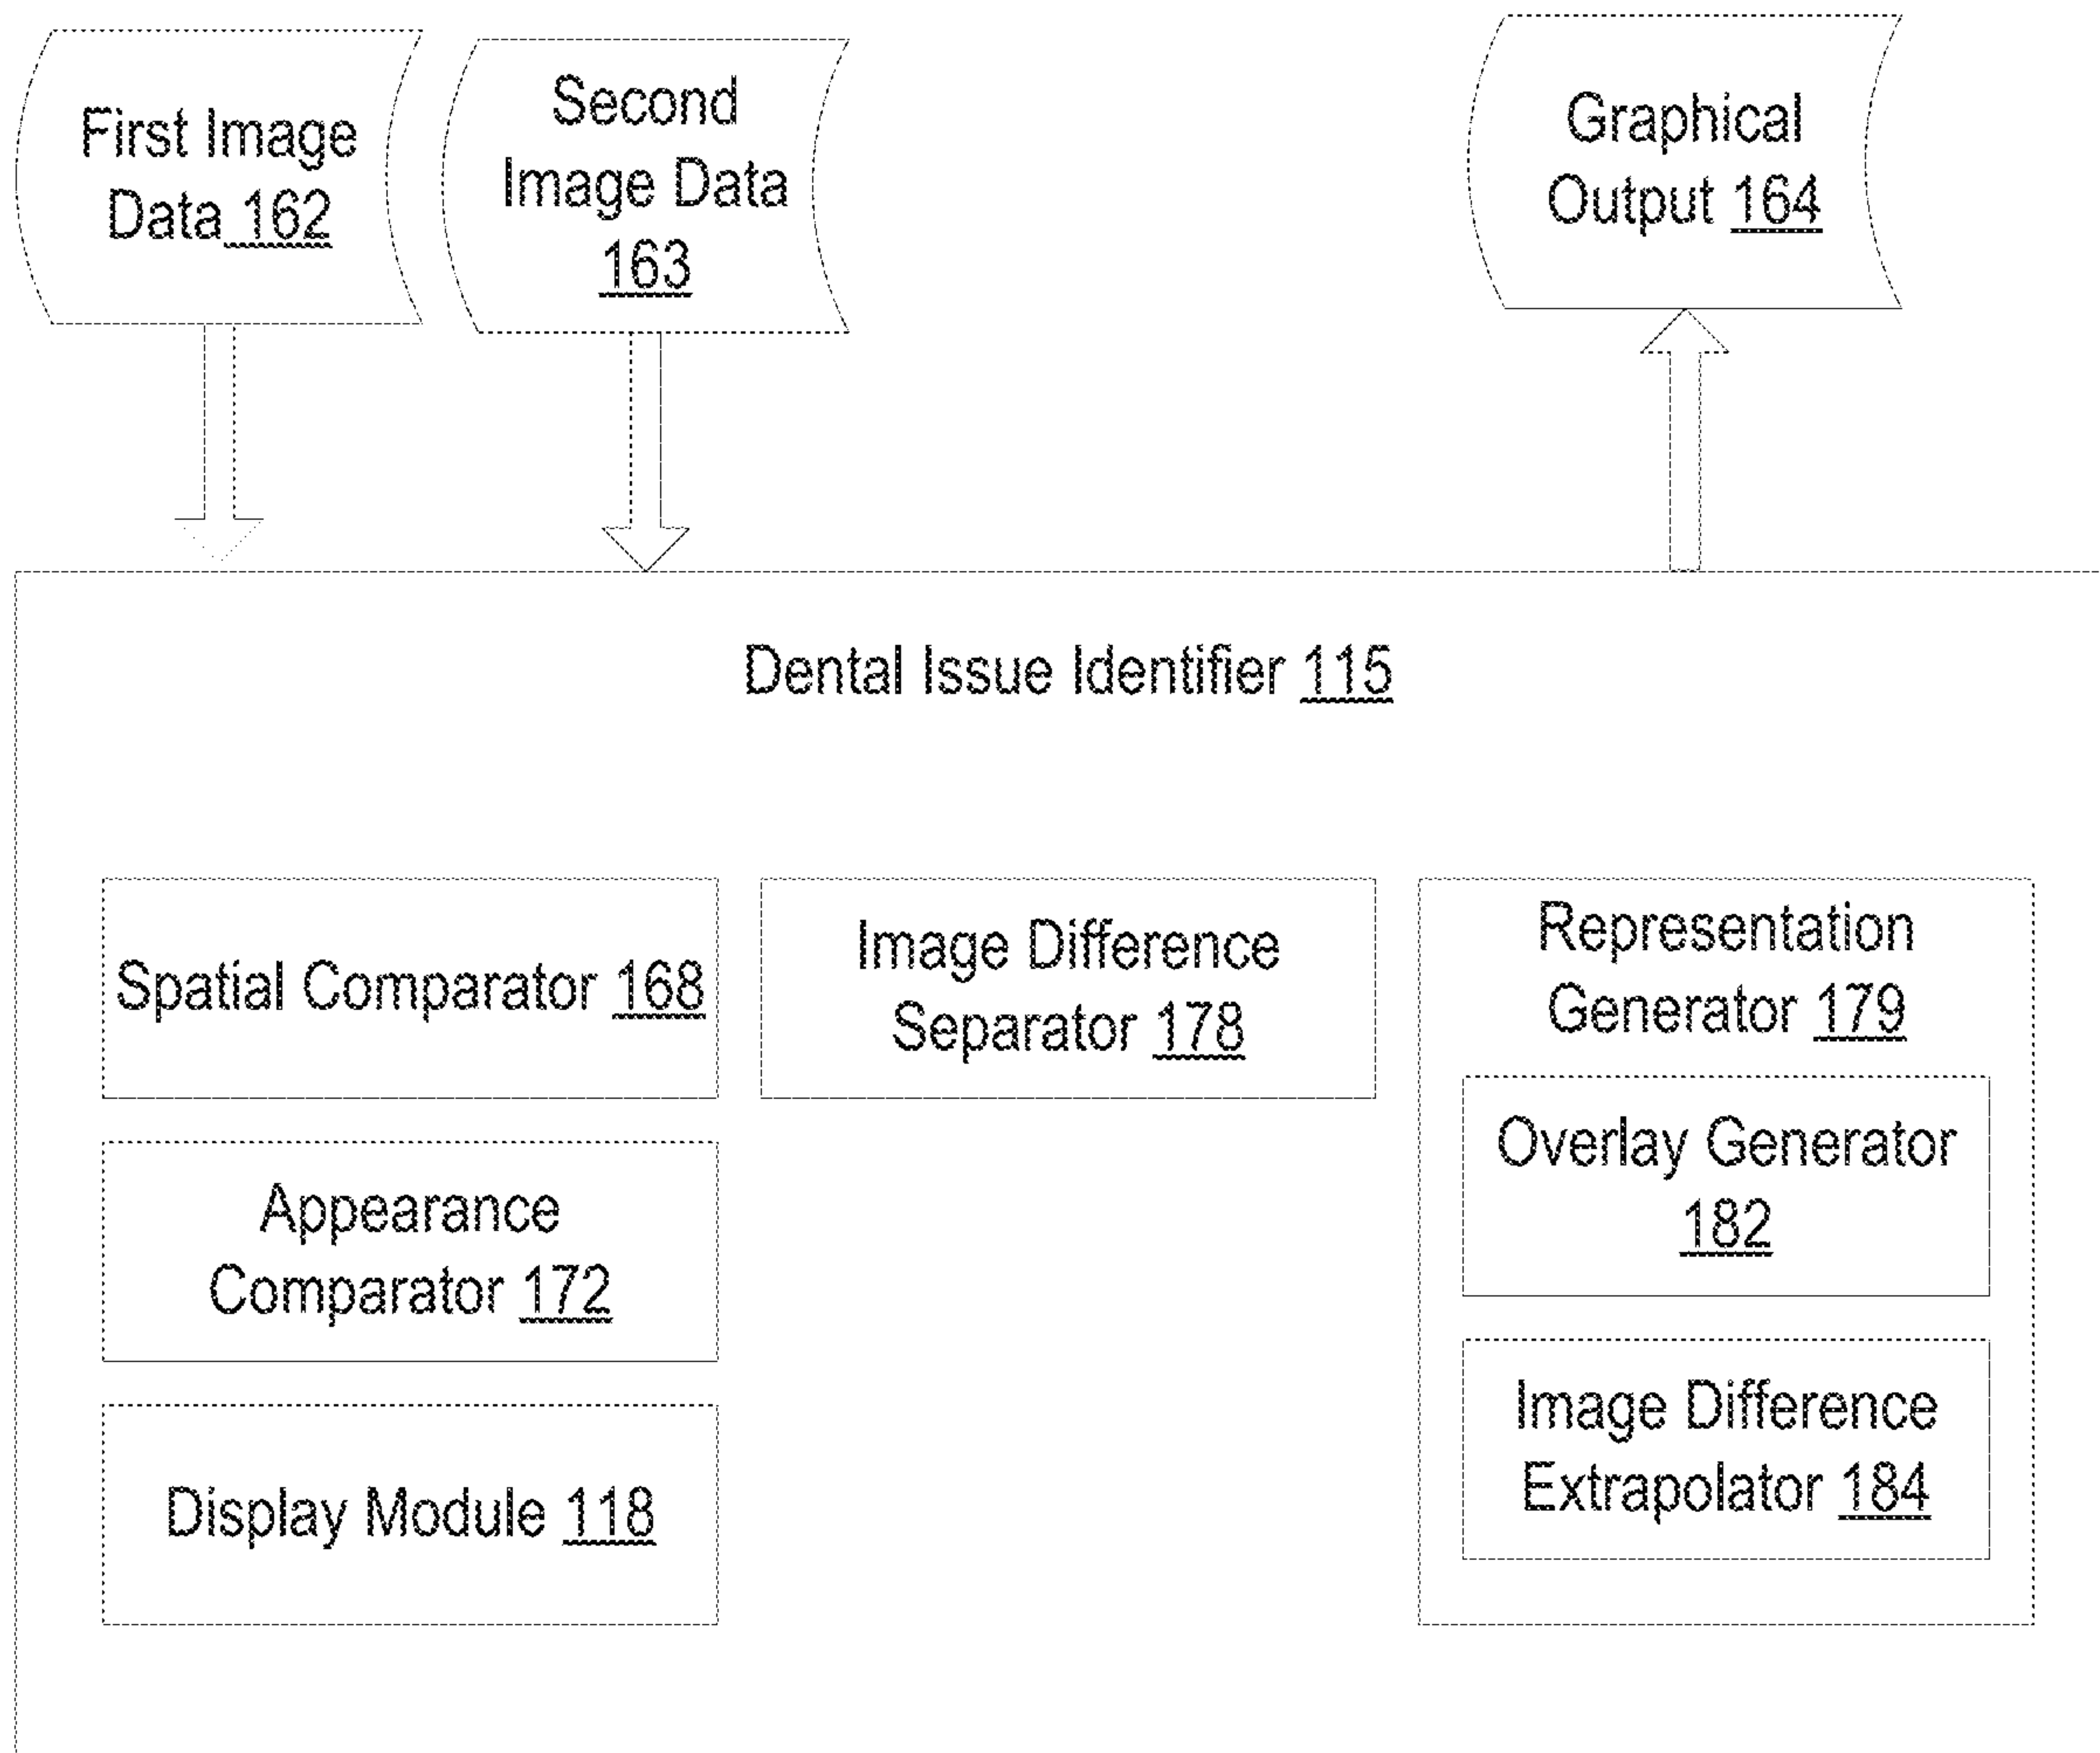 First Image
Data 162
Second
Image Data
163
Graphical
Output 164
Dental Issue Identifier 115
Spatial Comparator 168
Image Difference
Separator 178
Representation
Generator 179
Overlay Generator
182
Appearance
Comparator 172
Image Difference
Extrapolator 184
Display Module 118